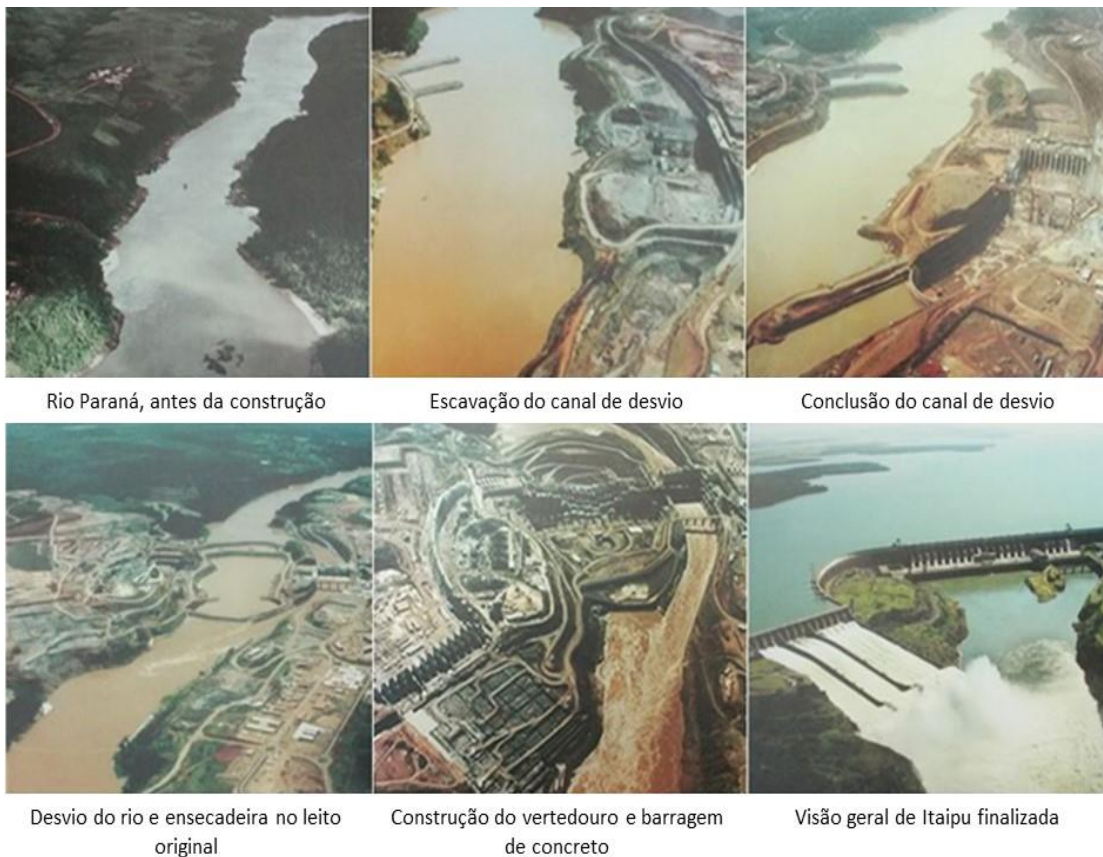 Rio Paraná, antes da construção
Escavação do canal de desvio
Conclusão do canal de desvio
Desvio do rio e ensecadeira no leito
original
Construção do vertedouro e barragem
de concreto
Visão geral de Itaipu finalizada